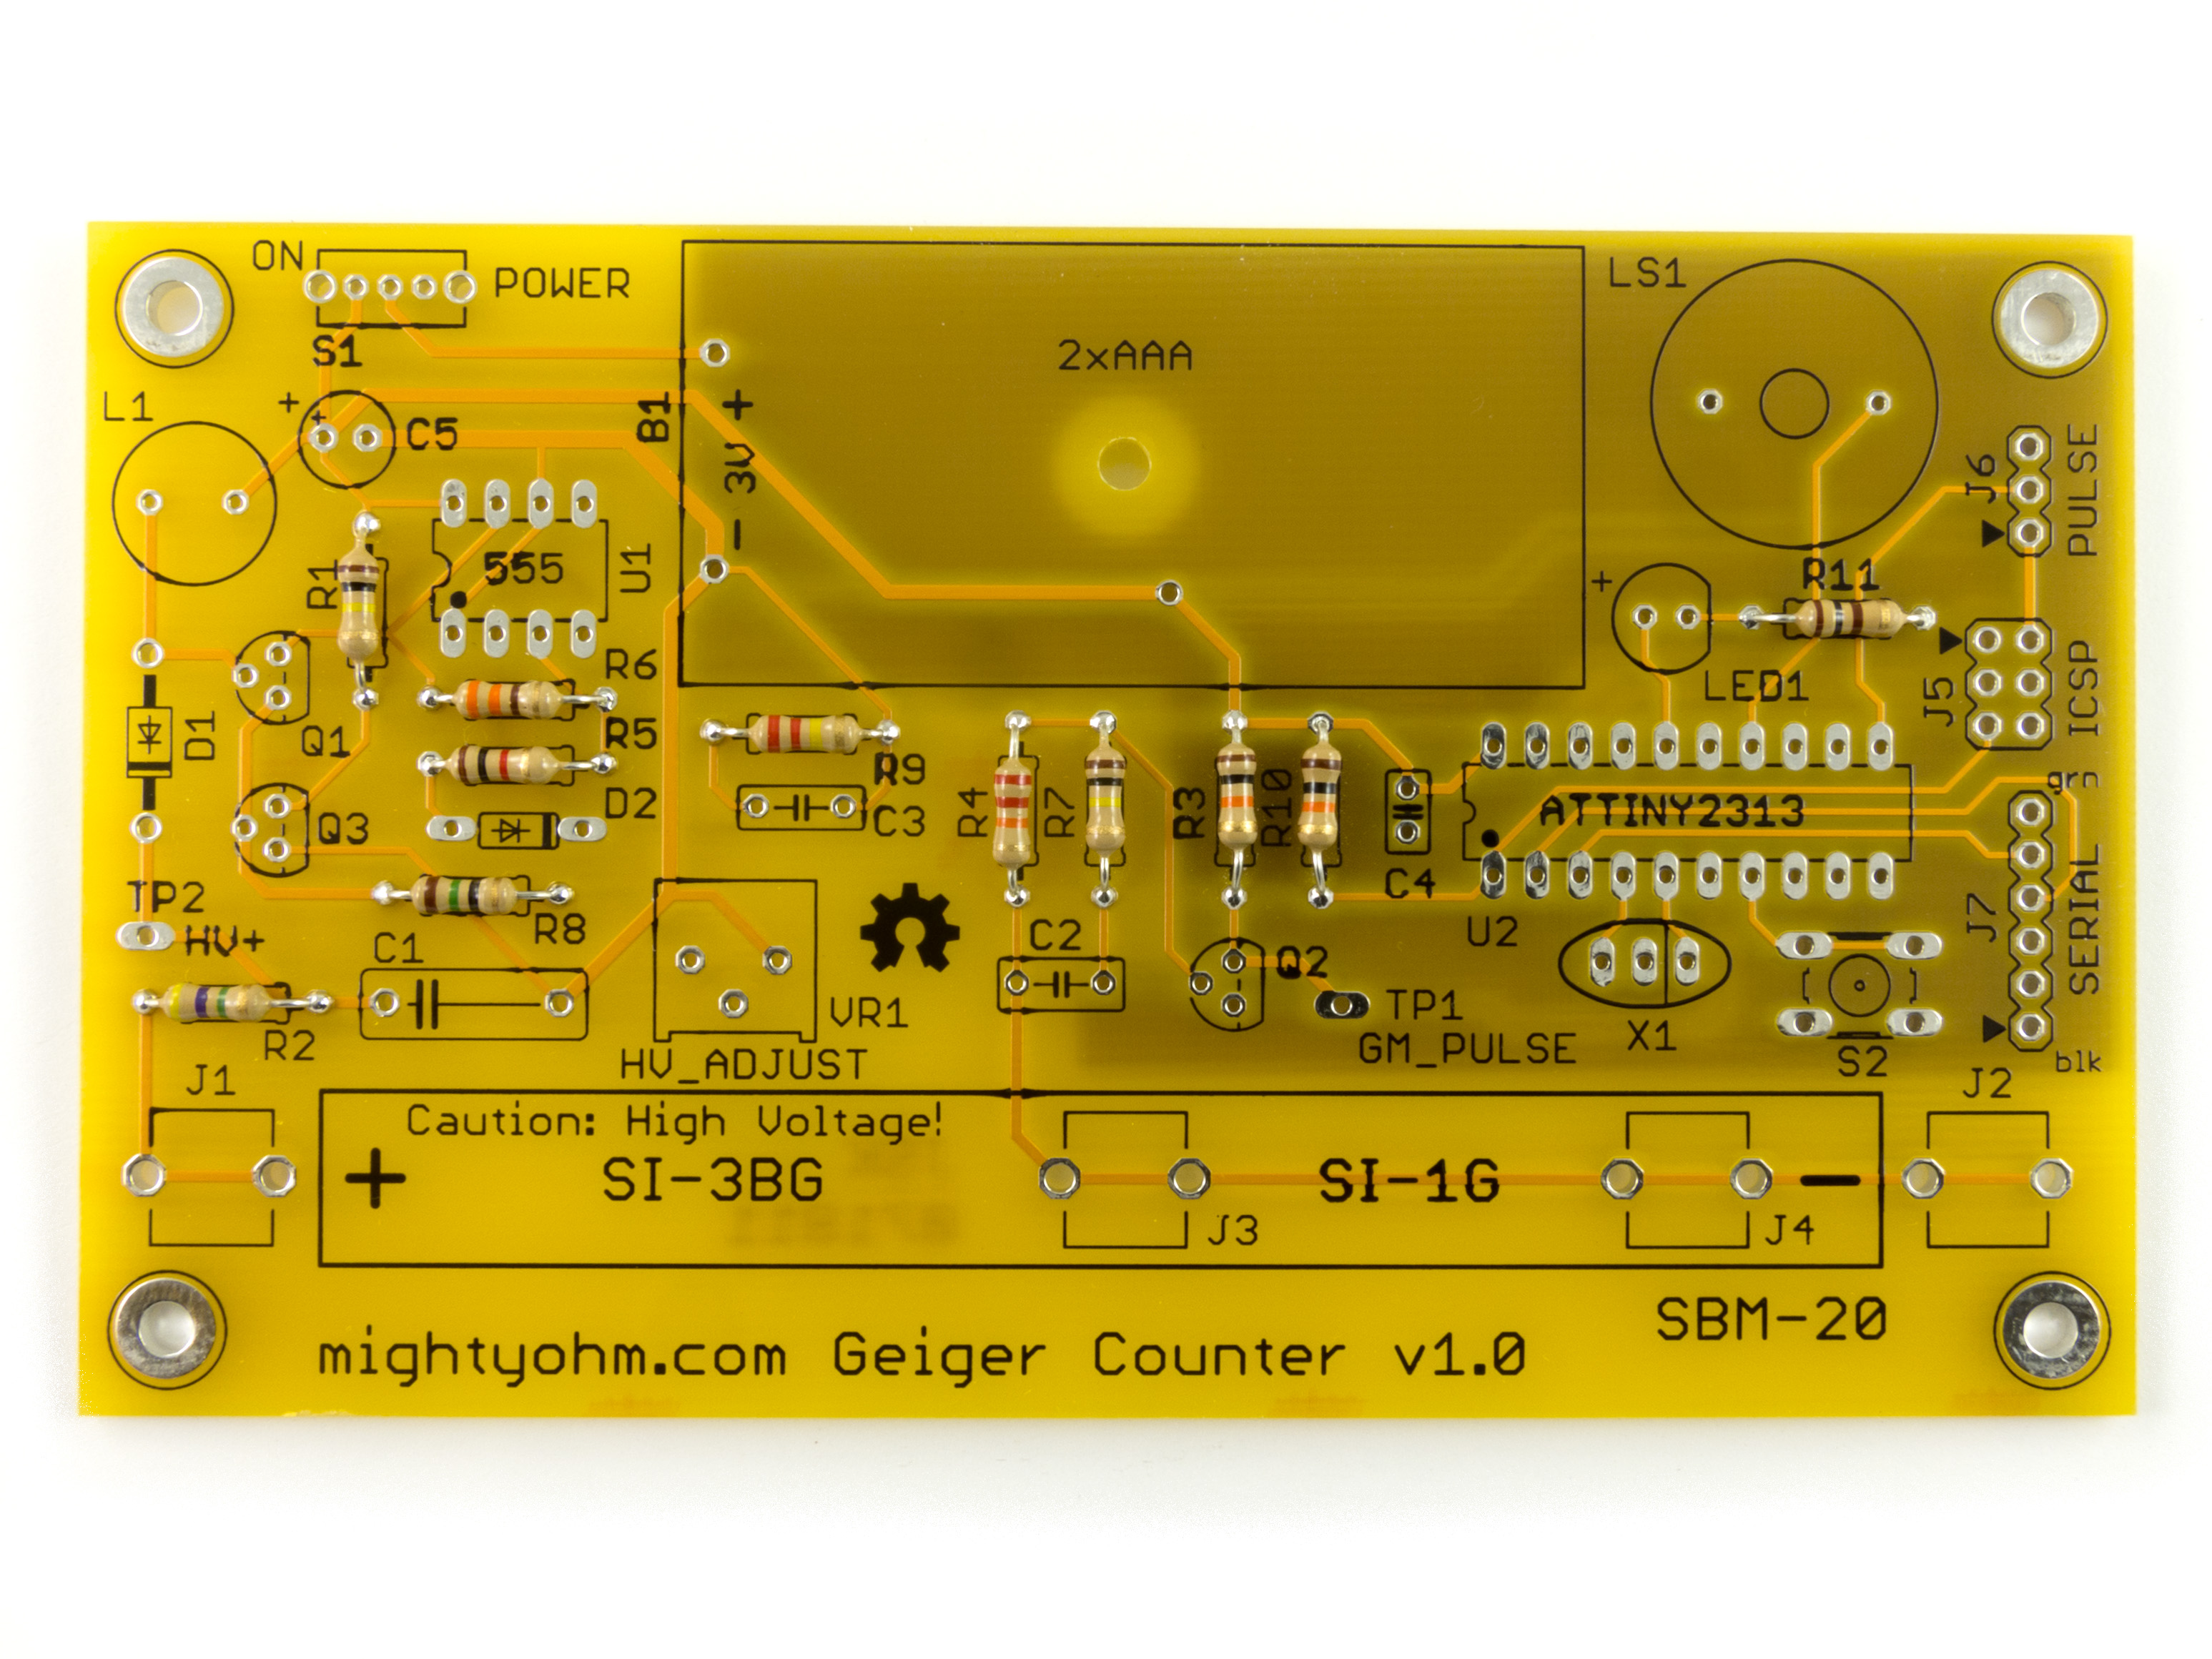 ON
POWER
S1
L1
+
+
C5
B1
+
3V
-
2xAAA
LS1
J6
PULSE
R1
555
U1
+
R11
LED1
J5
ICSP
R6
D1
Q1
R5
R9
D2
C3
Q3
R4
R7
R3
R10
C4
ATTINY2313
grn
U2
J7
SERIAL
TP2
HV+
R8
C1
C2
Q2
TP1
GM_PULSE
X1
S2
blk
R2
VR1
HV_ADJUST
J1
J2
Caution: High Voltage!
+
SI-3BG
SI-1G
-
J3
J4
SBM-20
mightyohm.com Geiger Counter v1.0